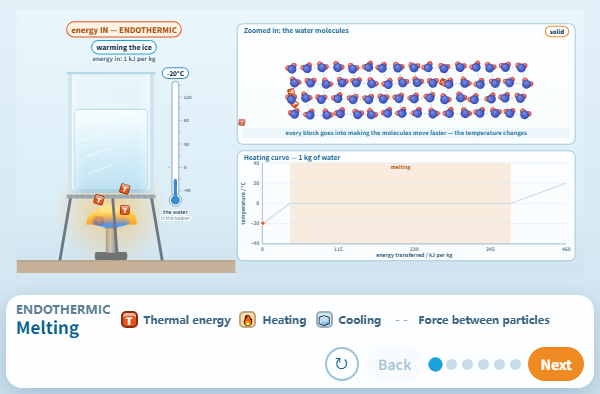 energy IN — ENDOTHERMIC
warming the ice
energy in: 1 kJ per kg
-20°C
120
80
40
0
-40
the water
in the beaker
T
T
T
Zoomed in: the water molecules
solid
T
T
T
T
every block goes into making the molecules move faster — the temperature changes
Heating curve — 1 kg of water
melting
temperature / °C
40
20
0
-20
-40
0
115
230
345
460
energy transferred / kJ per kg
ENDOTHERMIC
Melting
T Thermal energy
Heating
Cooling
Force between particles
Back
Next